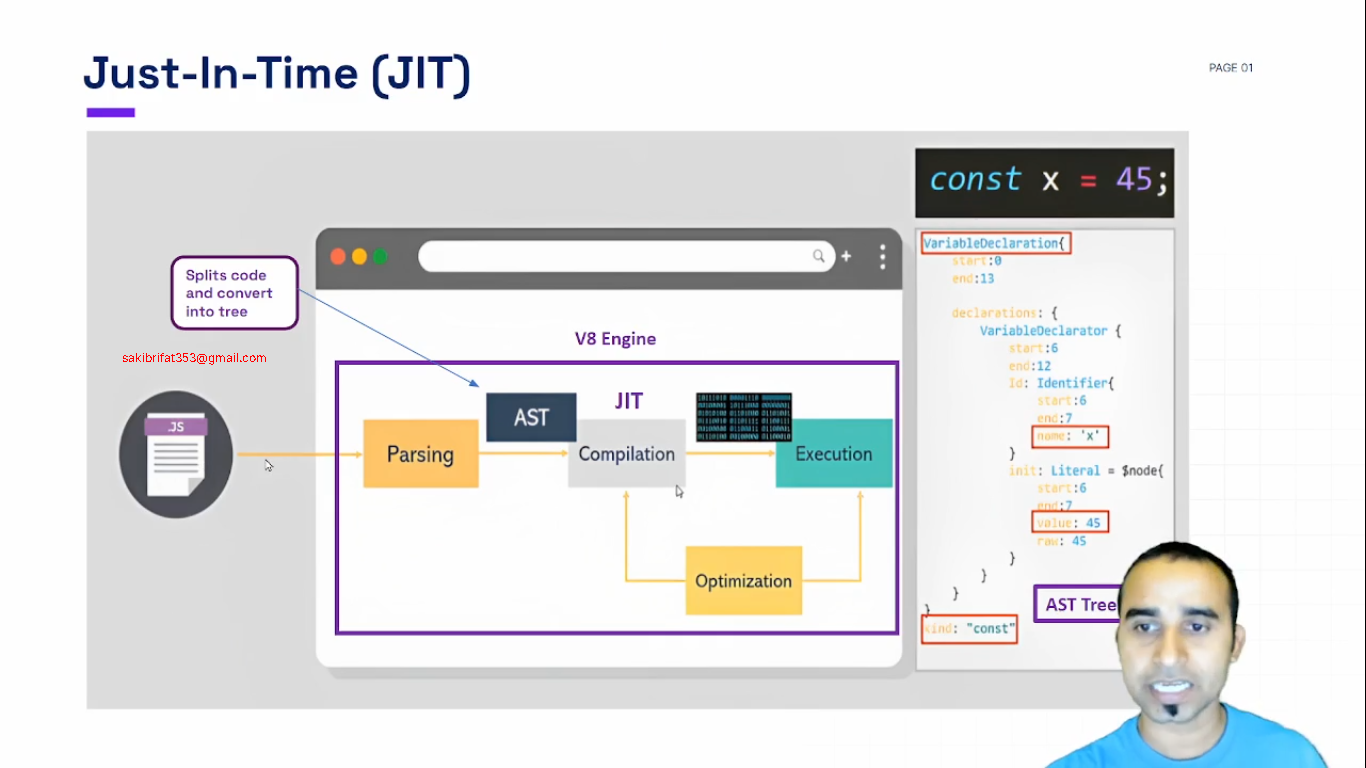 Just-In-Time (JIT)
PAGE 01
const x = 45;
Splits code
and convert
into tree
sakibrifat353@gmail.com
.JS
V8 Engine
JIT
Parsing
AST
Compilation
Execution
Optimization
VariableDeclaration{
start:0
end:13
declarations: {
VariableDeclarator {
start:6
end:12
Id: Identifier{
start:6
end:7
name: 'x'
}
init: Literal = $node{
start:6
end:7
value: 45
raw: 45
}
}
}
}
kind: "const"
AST Tree